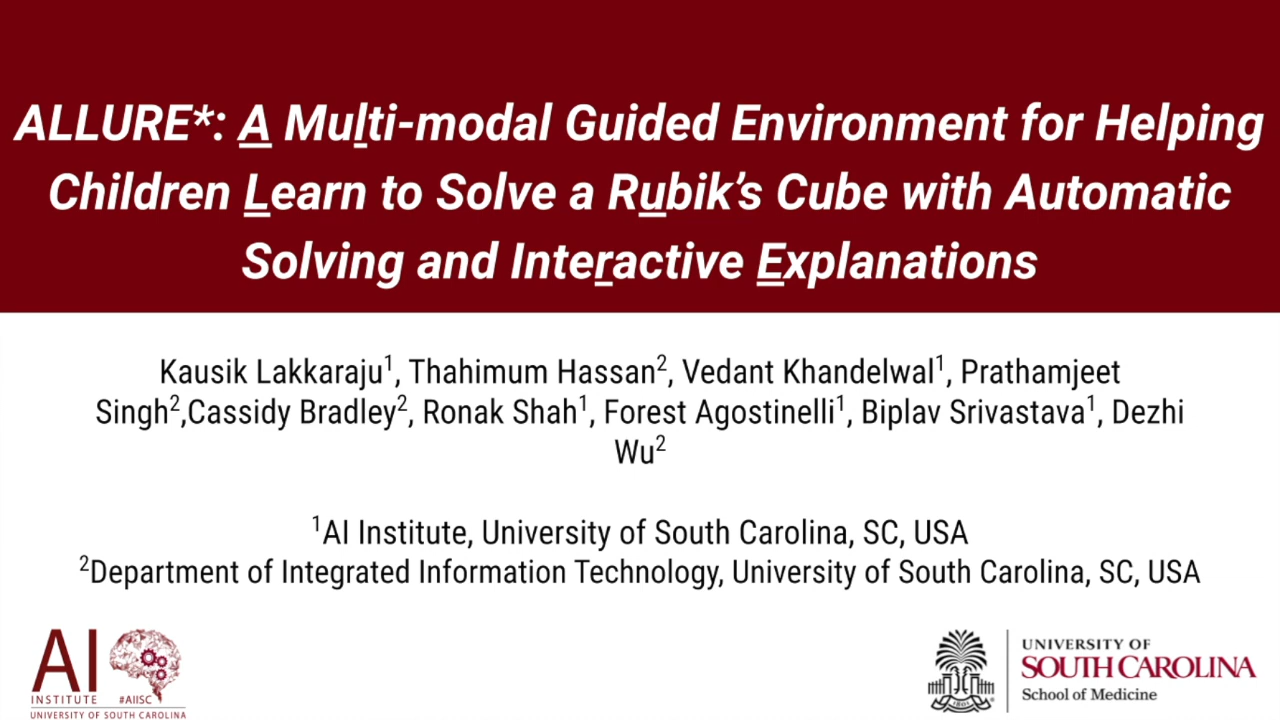 ALLURE*: A Multi-modal Guided Environment for Helping
Children Learn to Solve a Rubik's Cube with Automatic
Solving and Interactive Explanations
Kausik Lakkaraju1, Thahimum Hassan2, Vedant Khandelwal1, Prathamjeet
Singh2,Cassidy Bradley2, Ronak Shah1, Forest Agostinelli1, Biplav Srivastava1, Dezhi
Wu2
1AI Institute, University of South Carolina, SC, USA
2Department of Integrated Information Technology, University of South Carolina, SC, USA
AI
INSTITUTE #AIISC
UNIVERSITY OF SOUTH CAROLINA
1801
UNIVERSITY OF
SOUTH CAROLINA
School of Medicine